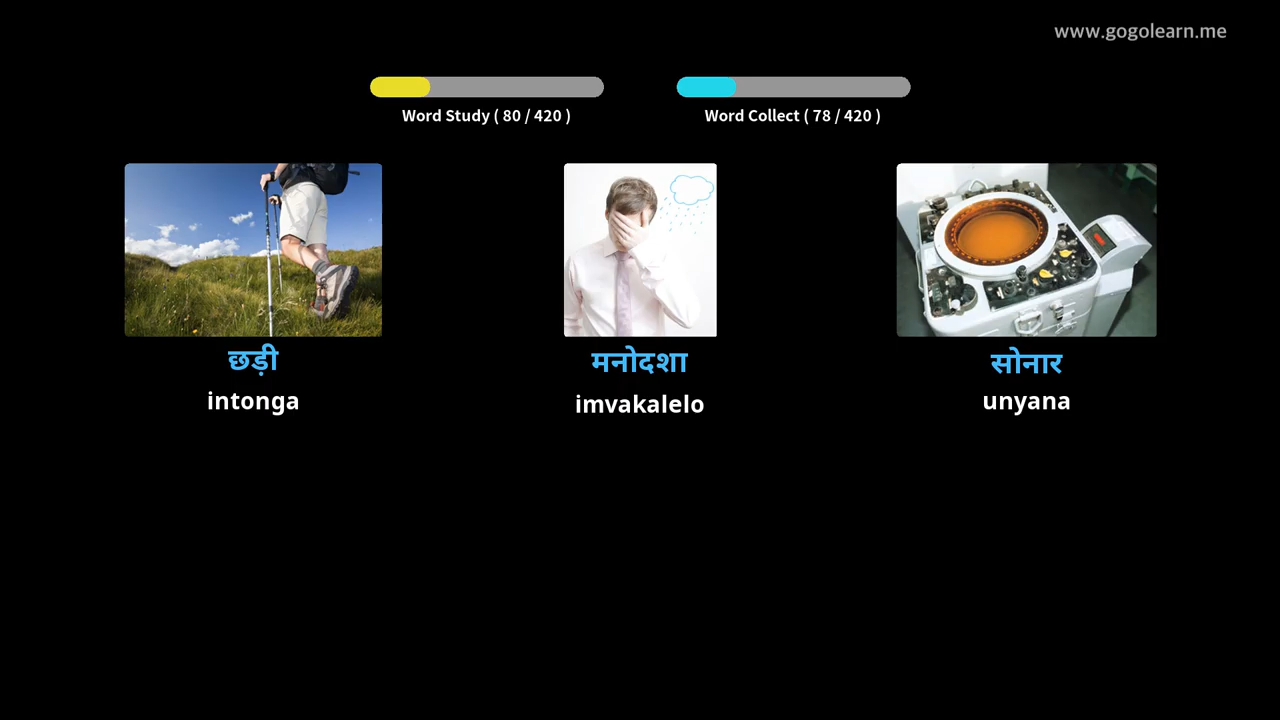 www.gogolearn.me
Word Study ( 80 / 420 )
Word Collect ( 78 / 420 )
छड़ी
intonga
मनोदशा
imvakalelo
सोनार
unyana